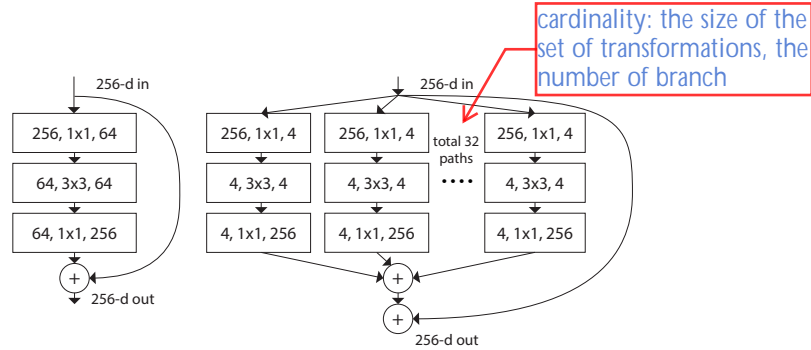 cardinality: the size of the
set of transformations, the
number of branch
256-d in
256, 1x1, 64
64, 3x3, 64
64, 1x1, 256
+
256-d out
256-d in
256, 1x1, 4
256, 1x1, 4
total 32
paths
....
256, 1x1, 4
4, 3x3, 4
4, 3x3, 4
4, 3x3, 4
4, 1x1, 256
4, 1x1, 256
4, 1x1, 256
+
+
256-d out